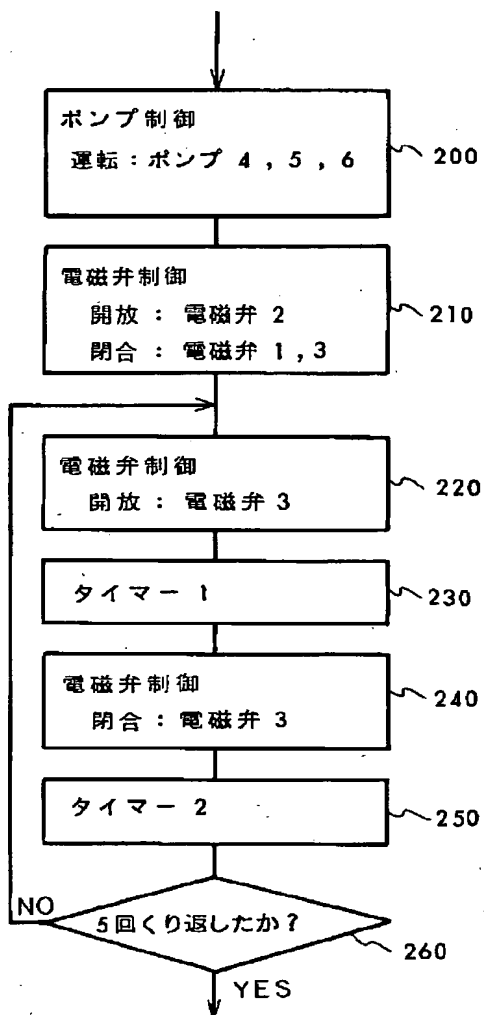 ポンプ制御
運転：ポンプ 4 , 5 , 6
200
電磁弁制御
開放： 電磁弁 2
閉合： 電磁弁 1 , 3
210
電磁弁制御
開放： 電磁弁 3
220
タイマー 1
230
電磁弁制御
閉合：電磁弁 3
240
タイマー 2
250
NO
5回くり返したか？
260
YES